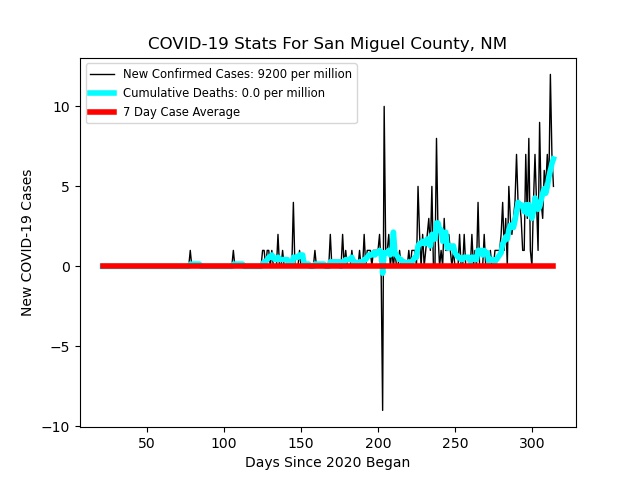 COVID-19 Stats For San Miguel County, NM
New Confirmed Cases: 9200 per million
Cumulative Deaths: 0.0 per million
7 Day Case Average
New COVID-19 Cases
10
5
0
−5
−10
50 100 150 200 250 300
Days Since 2020 Began